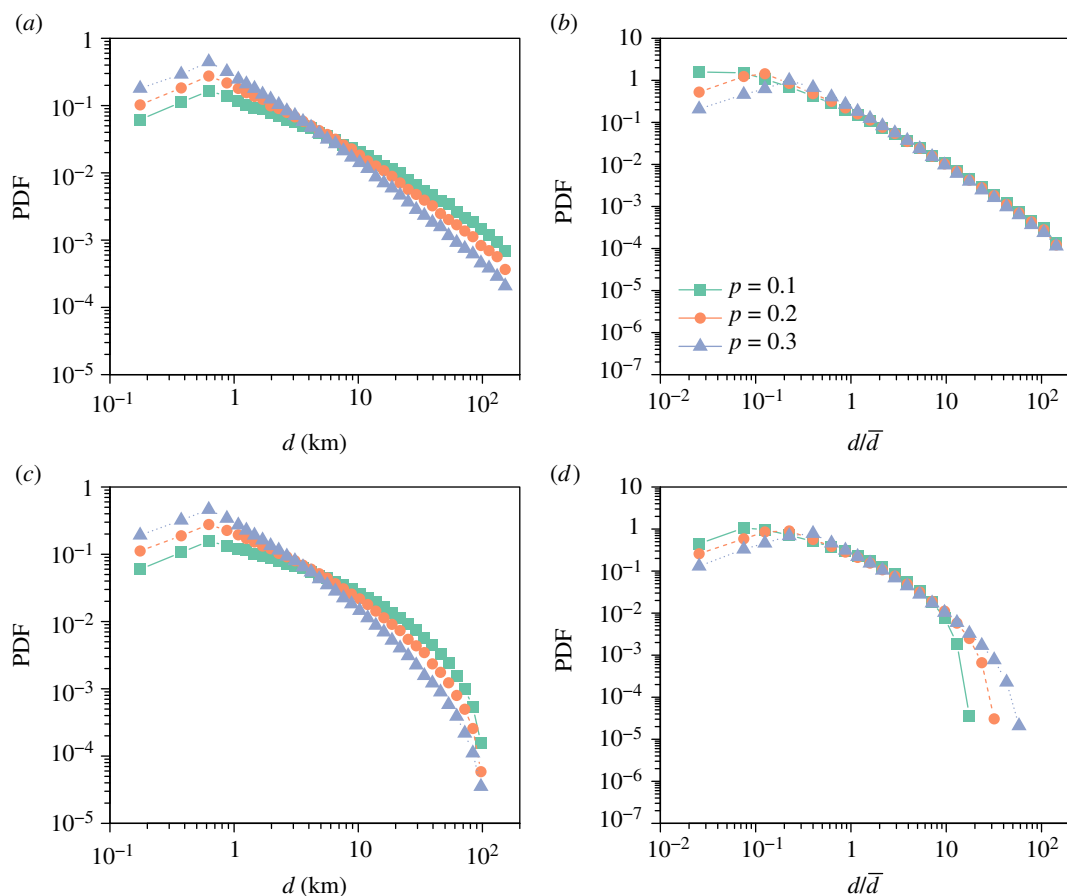 (a)
1
10⁻¹
10⁻²
10⁻³
10⁻⁴
10⁻⁵
PDF
10⁻¹ 1 10 10²
d (km)
(b)
10
1
10⁻¹
10⁻²
10⁻³
10⁻⁴
10⁻⁵
10⁻⁶
10⁻⁷
PDF
p = 0.1
p = 0.2
p = 0.3
10⁻² 10⁻¹ 1 10 10²
d/d̅
(c)
1
10⁻¹
10⁻²
10⁻³
10⁻⁴
10⁻⁵
PDF
10⁻¹ 1 10 10²
d (km)
(d)
10
1
10⁻¹
10⁻²
10⁻³
10⁻⁴
10⁻⁵
10⁻⁶
10⁻⁷
PDF
10⁻² 10⁻¹ 1 10 10²
d/d̅